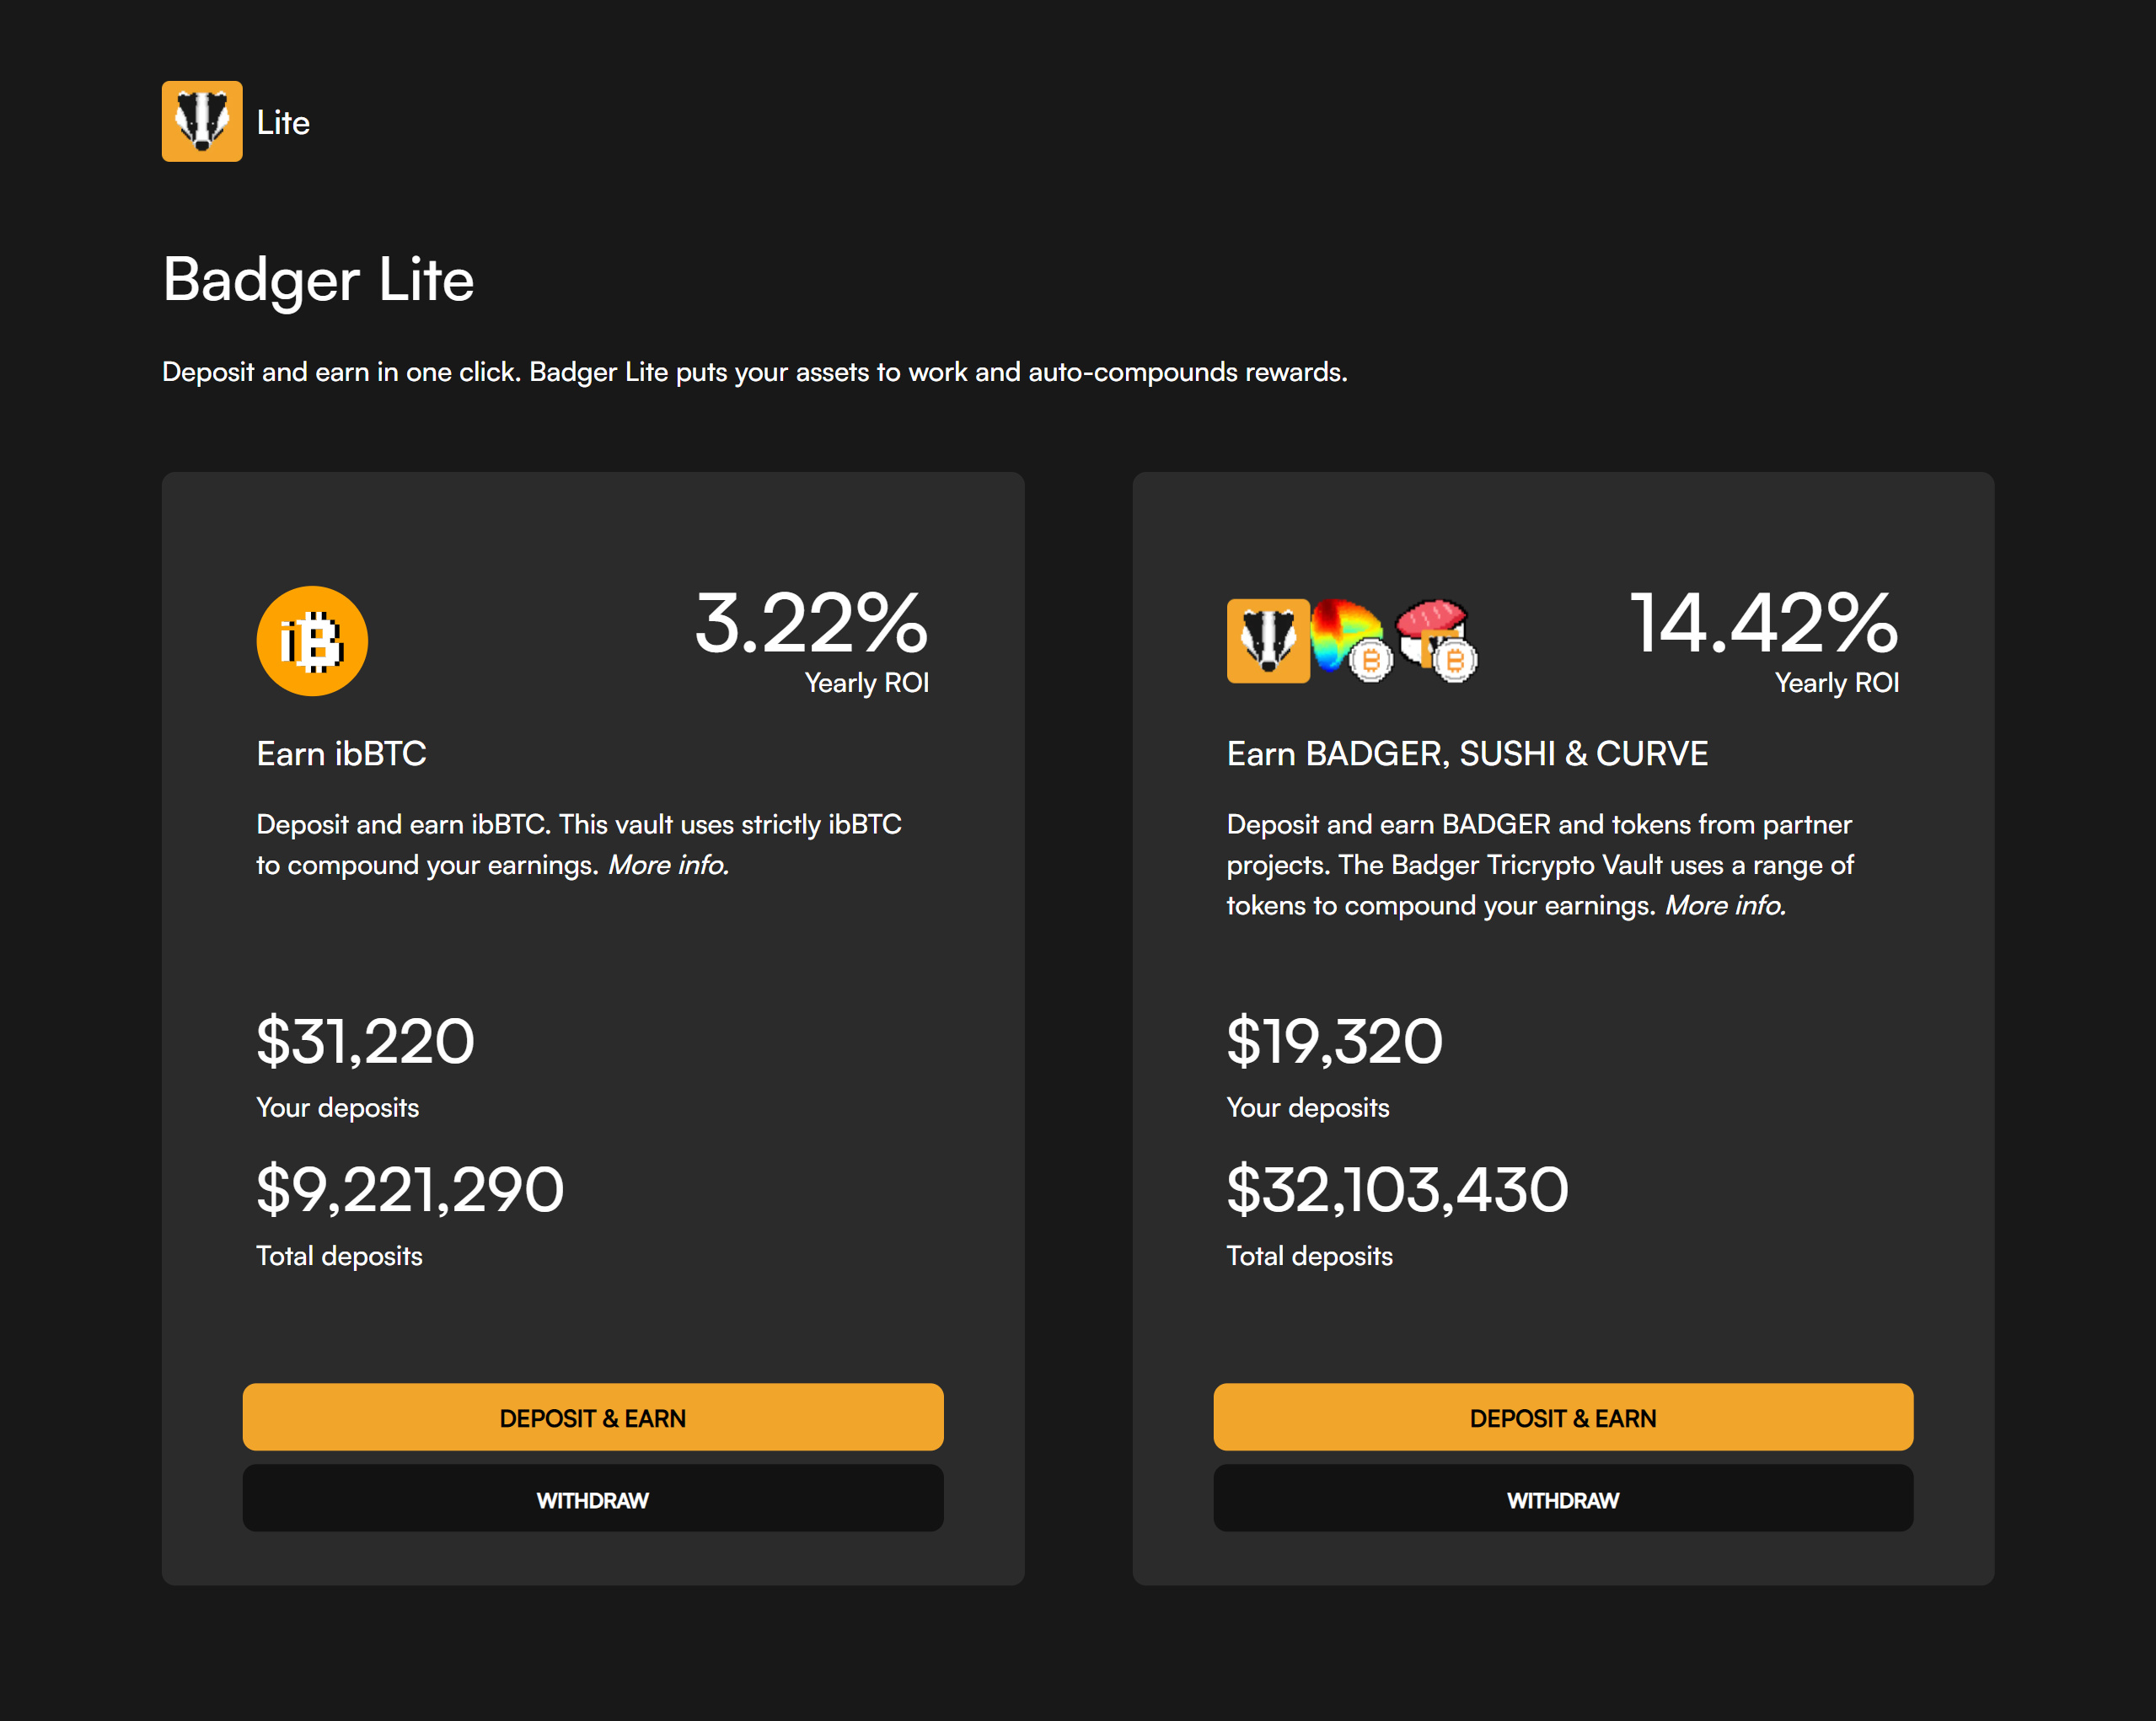 Lite
Badger Lite
Deposit and earn in one click. Badger Lite puts your assets to work and auto-compounds rewards.
iB
3.22%
Yearly ROI
Earn ibBTC
Deposit and earn ibBTC. This vault uses strictly ibBTC
to compound your earnings. More info.
$31,220
Your deposits
$9,221,290
Total deposits
DEPOSIT & EARN
WITHDRAW
14.42%
Yearly ROI
Earn BADGER, SUSHI & CURVE
Deposit and earn BADGER and tokens from partner
projects. The Badger Tricrypto Vault uses a range of
tokens to compound your earnings. More info.
$19,320
Your deposits
$32,103,430
Total deposits
DEPOSIT & EARN
WITHDRAW